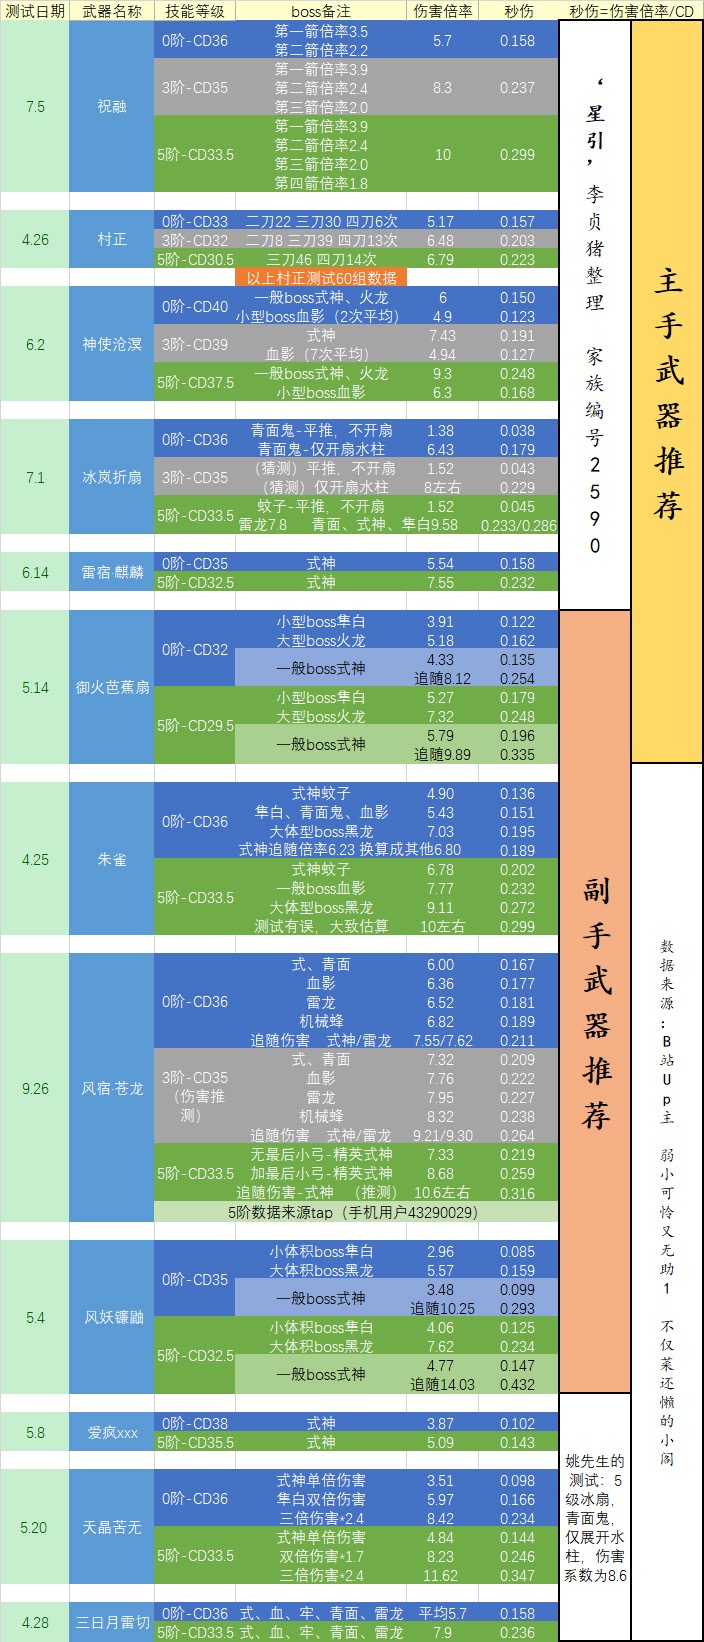 测试日期 武器名称 技能等级 boss备注 伤害倍率 秒伤 秒伤=伤害倍率/CD
7.5 祝融
0阶-CD36 第一箭倍率3.5 5.7 0.158
第二箭倍率2.2
3阶-CD35 第一箭倍率3.9 8.3 0.237
第二箭倍率2.4
第三箭倍率2.0
5阶-CD33.5 第一箭倍率3.9 10 0.299
第二箭倍率2.4
第三箭倍率2.0
第四箭倍率1.8
4.26 村正
0阶-CD33 二刀22 三刀30 四刀6次 5.17 0.157
3阶-CD32 二刀8 三刀39 四刀13次 6.48 0.203
5阶-CD30.5 三刀46 四刀14次 6.79 0.223
以上村正测试60组数据
6.2 神使沧溟
0阶-CD40 一般boss式神、火龙 6 0.150
小型boss血影（2次平均） 4.9 0.123
3阶-CD39 式神 7.43 0.191
血影（7次平均） 4.94 0.127
5阶-CD37.5 一般boss式神、火龙 9.3 0.248
小型boss血影 6.3 0.168
7.1 冰岚折扇
0阶-CD36 青面鬼-平推，不开扇 1.38 0.038
青面鬼-仅开扇水柱 6.43 0.179
3阶-CD35 （猜测）平推，不开扇 1.52 0.043
（猜测）仅开扇水柱 8左右 0.229
5阶-CD33.5 蚊子-平推，不开扇 1.52 0.045
雷龙7.8 青面、式神、隼白9.58 0.233/0.286
6.14 雷宿·麒麟
0阶-CD35 式神 5.54 0.158
5阶-CD32.5 式神 7.55 0.232
5.14 御火芭蕉扇
0阶-CD32 小型boss隼白 3.91 0.122
大型boss火龙 5.18 0.162
一般boss式神 4.33 0.135
追随8.12 0.254
5阶-CD29.5 小型boss隼白 5.27 0.179
大型boss火龙 7.32 0.248
一般boss式神 5.79 0.196
追随9.89 0.335
4.25 朱雀
0阶-CD36 式神蚊子 4.90 0.136
隼白、青面鬼、血影 5.43 0.151
大体型boss黑龙 7.03 0.195
式神追随倍率6.23 换算成其他6.80 0.189
5阶-CD33.5 式神蚊子 6.78 0.202
一般boss血影 7.77 0.232
大体型boss黑龙 9.11 0.272
测试有误，大致估算 10左右 0.299
9.26 风宿·苍龙
0阶-CD36 式、青面 6.00 0.167
血影 6.36 0.177
雷龙 6.52 0.181
机械蜂 6.82 0.189
追随伤害 式神/雷龙 7.55/7.62 0.211
3阶-CD35（伤害推测） 式、青面 7.32 0.209
血影 7.76 0.222
雷龙 7.95 0.227
机械蜂 8.32 0.238
追随伤害 式神/雷龙 9.21/9.30 0.264
5阶-CD33.5 无最后小弓-精英式神 7.33 0.219
加最后小弓-精英式神 8.68 0.259
追随伤害-式神 （推测） 10.6左右 0.316
5阶数据来源tap（手机用户43290029）
5.4 风妖镰鼬
0阶-CD35 小体积boss隼白 2.96 0.085
大体积boss黑龙 5.57 0.159
一般boss式神 3.48 0.099
追随10.25 0.293
5阶-CD32.5 小体积boss隼白 4.06 0.125
大体积boss黑龙 7.62 0.234
一般boss式神 4.77 0.147
追随14.03 0.432
5.8 爱疯xxx
0阶-CD38 式神 3.87 0.102
5阶-CD35.5 式神 5.09 0.143
5.20 天晶苦无
0阶-CD36 式神单倍伤害 3.51 0.098
隼白双倍伤害 5.97 0.166
三倍伤害*2.4 8.42 0.234
5阶-CD33.5 式神单倍伤害 4.84 0.144
双倍伤害*1.7 8.23 0.246
三倍伤害*2.4 11.62 0.347
4.28 三日月雷切
0阶-CD36 式、血、牢、青面、雷龙 平均5.7 0.158
5阶-CD33.5 式、血、牢、青面、雷龙 7.9 0.236
‘星引’李贞猪整理 家族编号2590
主手武器推荐
副手武器推荐
数据来源：B站Up主 弱小可怜又无助1 不仅菜还懒的小阁
姚先生的
测试：5
级冰扇，
青面鬼，
仅展开水
柱，伤害
系数为8.6